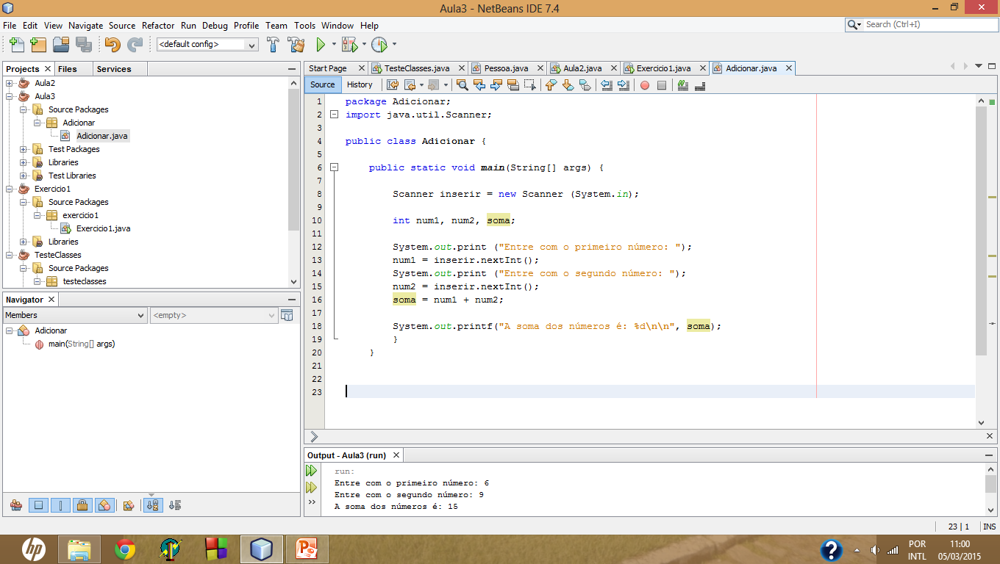 Aula3 - NetBeans IDE 7.4
File Edit View Navigate Source Refactor Run Debug Profile Team Tools Window Help
Search (Ctrl+I)
<default config>
Projects Files Services
Aula2
Aula3
Source Packages
Adicionar
Adicionar.java
Test Packages
Libraries
Test Libraries
Exercicio1
Source Packages
exercicio1
Exercicio1.java
Libraries
TesteClasses
Source Packages
testeclasses
Navigator
Members <empty>
Adicionar
main(String[] args)
Start Page TesteClasses.java Pessoa.java Aula2.java Exercicio1.java Adicionar.java
Source History
1 package Adicionar;
2 import java.util.Scanner;
3
4 public class Adicionar {
5
6 public static void main(String[] args) {
7
8 Scanner inserir = new Scanner (System.in);
9
10 int num1, num2, soma;
11
12 System.out.print ("Entre com o primeiro número: ");
13 num1 = inserir.nextInt();
14 System.out.print ("Entre com o segundo número: ");
15 num2 = inserir.nextInt();
16 soma = num1 + num2;
17
18 System.out.printf("A soma dos números é: %d\n\n", soma);
19 }
20 }
21
22
23
Output - Aula3 (run)
run:
Entre com o primeiro número: 6
Entre com o segundo número: 9
A soma dos números é: 15
23 | 1 INS
hp
POR
INTL
11:00
05/03/2015